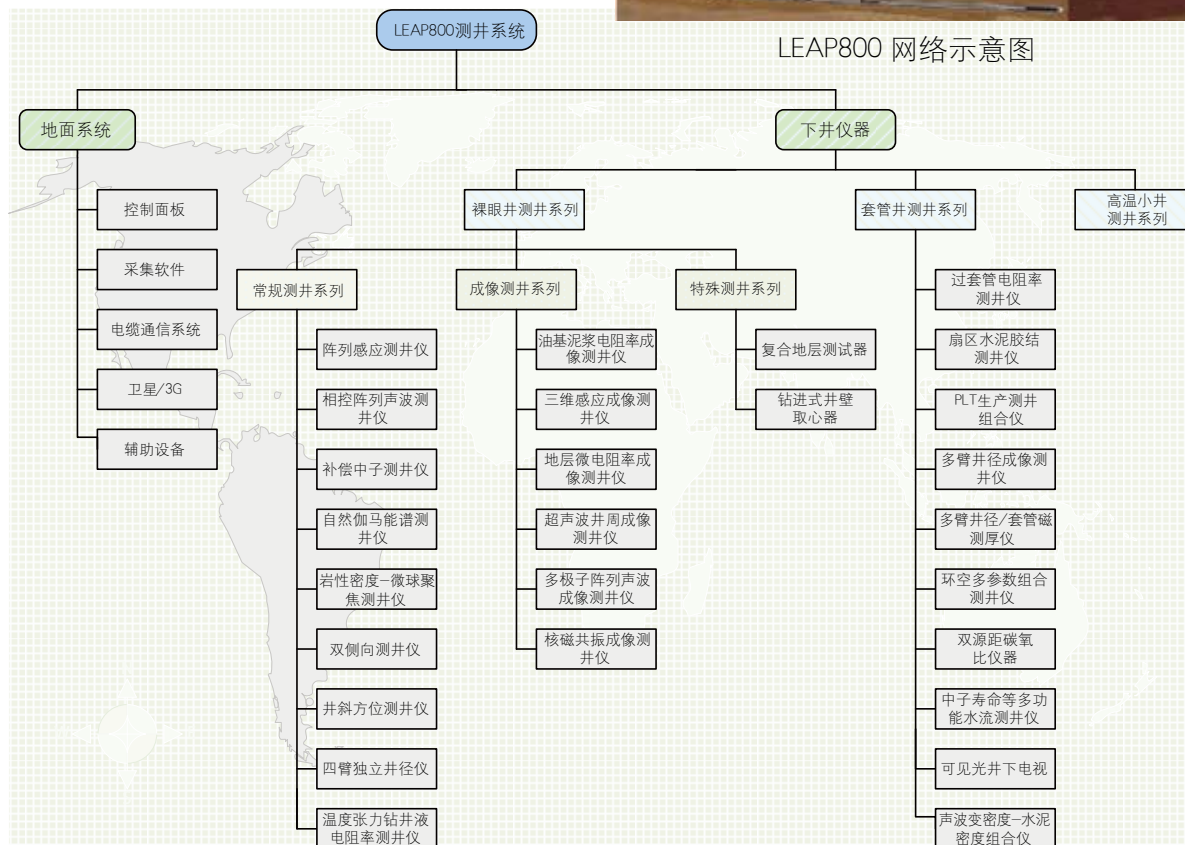 LEAP800 网络示意图
LEAP800测井系统
地面系统
控制面板
采集软件
电缆通信系统
卫星/3G
辅助设备
下井仪器
裸眼井测井系列
常规测井系列
阵列感应测井仪
相控阵列声波测
井仪
补偿中子测井仪
自然伽马能谱测
井仪
岩性密度-微球聚
焦测井仪
双侧向测井仪
井斜方位测井仪
四臂独立井径仪
温度张力钻井液
电阻率测井仪
成像测井系列
油基泥浆电阻率成
像测井仪
三维感应成像测
井仪
地层微电阻率成
像测井仪
超声波井周成像
测井仪
多极子阵列声波
成像测井仪
核磁共振成像测
井仪
特殊测井系列
复合地层测试器
钻进式井壁
取心器
套管井测井系列
过套管电阻率
测井仪
扇区水泥胶结
测井仪
PLT生产测井
组合仪
多臂井径成像测
井仪
多臂井径/套管磁
测厚仪
环空多参数组合
测井仪
双源距碳氧
比仪器
中子寿命等多功
能水流测井仪
可见光井下电视
声波变密度-水泥
密度组合仪
高温小井
测井系列